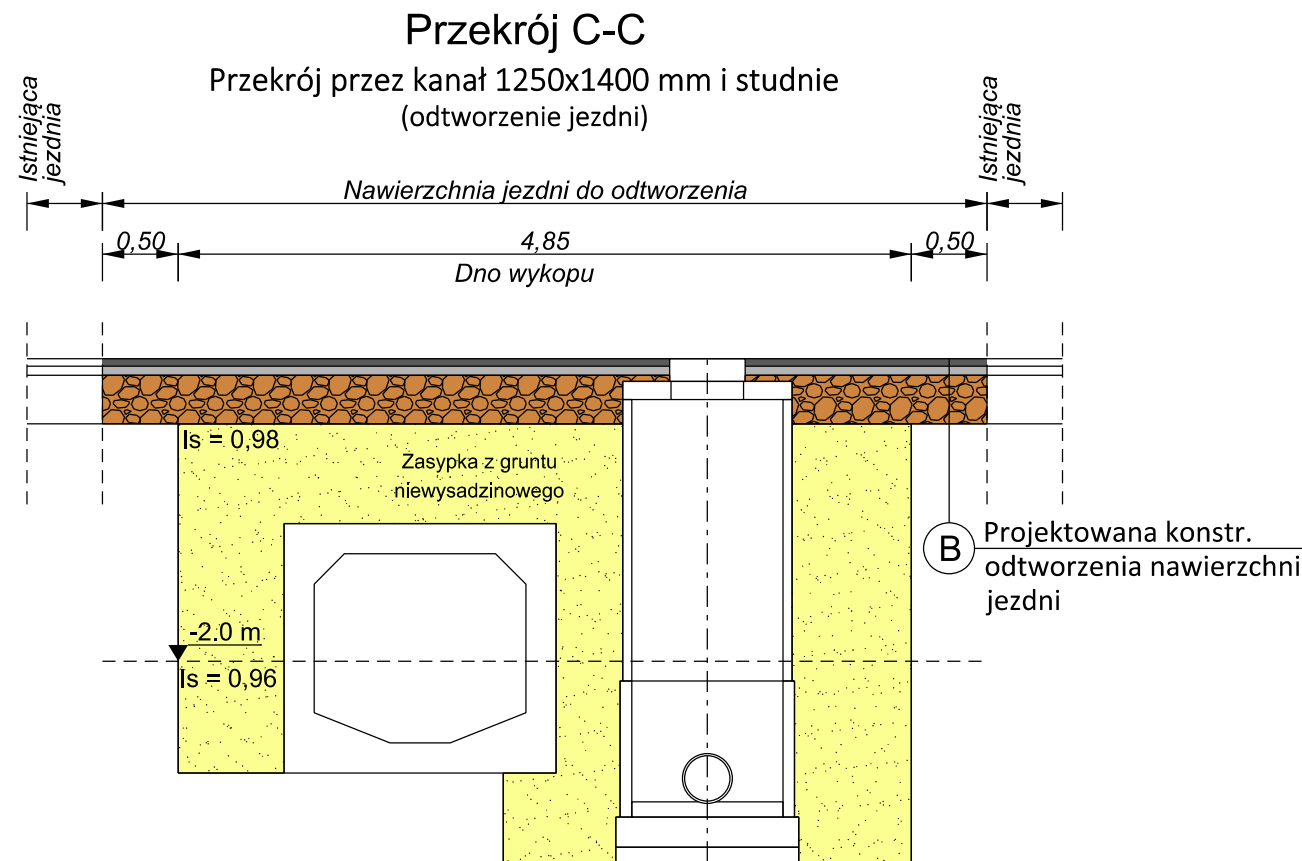 Przekrój C-C
Przekrój przez kanał 1250x1400 mm i studnie
(odtworzenie jezdni)
Istniejąca
jezdnia
Istniejąca
jezdnia
Nawierzchnia jezdni do odtworzenia
0,50
4,85
0,50
Dno wykopu
Is = 0,98
Zasypka z gruntu
niewysadzinowego
B
Projektowana konstr.
odtworzenia nawierzchni
jezdni
-2.0 m
Is = 0,96